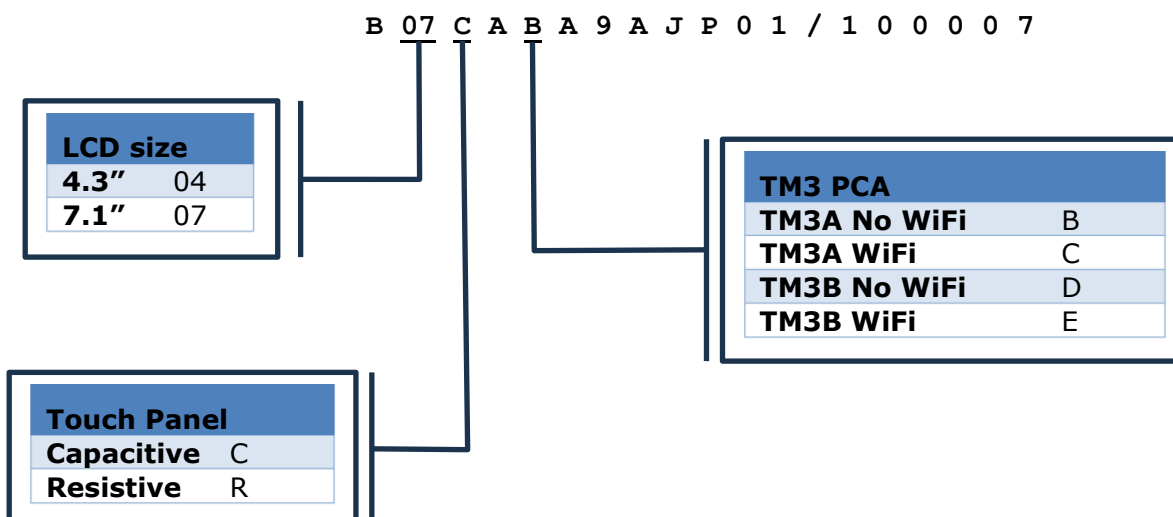 B 07 C A B A 9 A J P 0 1 / 1 0 0 0 0 7
LCD size
4.3” 04
7.1” 07
TM3 PCA
TM3A No WiFi B
TM3A WiFi C
TM3B No WiFi D
TM3B WiFi E
Touch Panel
Capacitive C
Resistive R